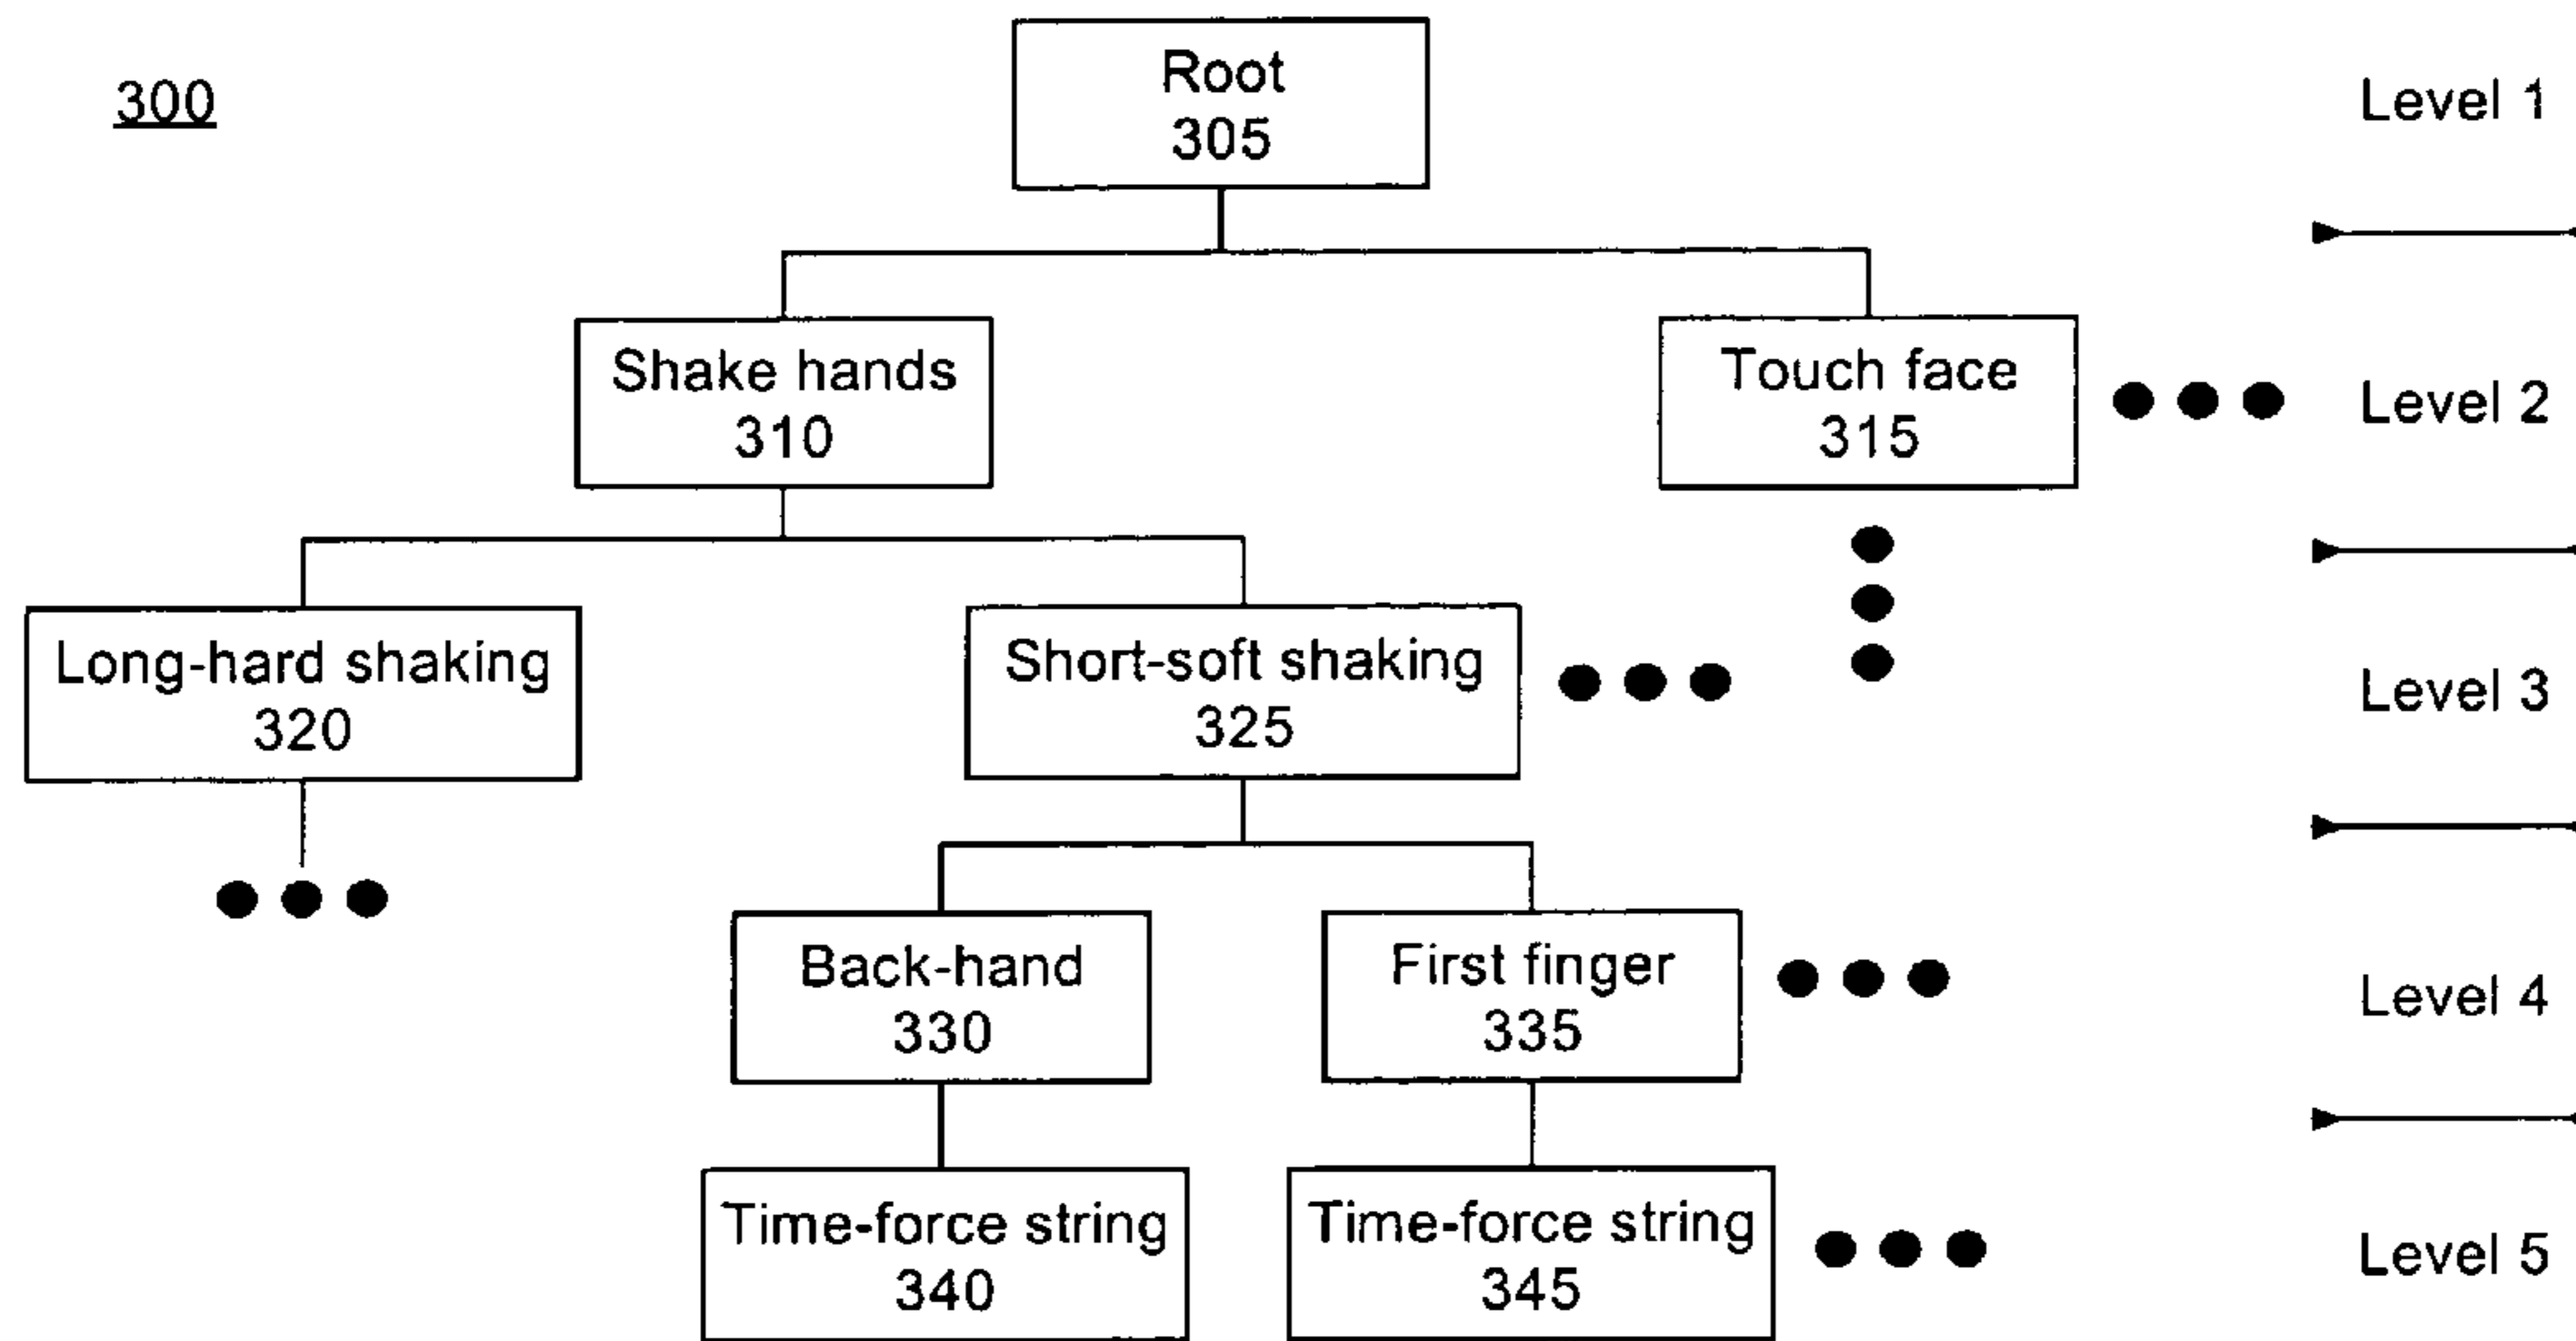 300
Root
305
Level 1
Shake hands
310
Touch face
315
Level 2
Long-hard shaking
320
Short-soft shaking
325
Level 3
Back-hand
330
First finger
335
Level 4
Time-force string
340
Time-force string
345
Level 5